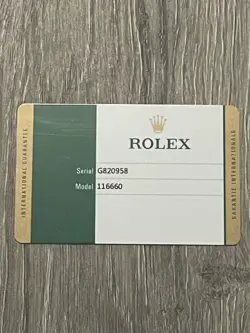 INTERNATIONAL GUARANTEE
ROLEX
Serial G820958
Model 116660
GARANTIE INTERNATIONALE